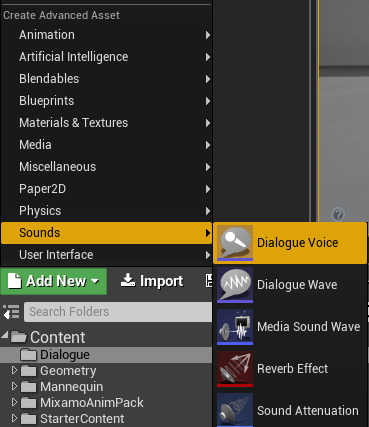 Create Advanced Asset
Animation
Artificial Intelligence
Blendables
Blueprints
Materials & Textures
Media
Miscellaneous
Paper2D
Physics
Sounds
User Interface
Dialogue Voice
Dialogue Wave
Media Sound Wave
Reverb Effect
Sound Attenuation
Add New
Import
Search Folders
Content
Dialogue
Geometry
Mannequin
MixamoAnimPack
StarterContent